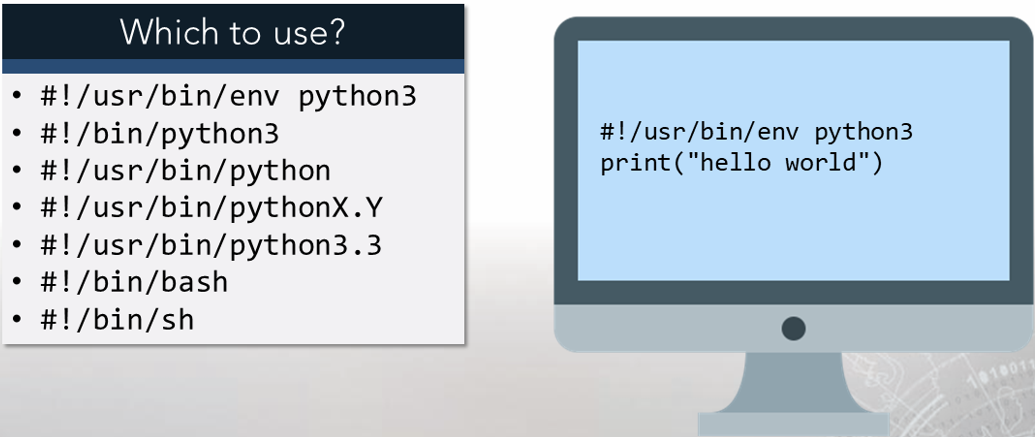 Which to use?
• #!/usr/bin/env python3
• #!/bin/python3
• #!/usr/bin/python
• #!/usr/bin/pythonX.Y
• #!/usr/bin/python3.3
• #!/bin/bash
• #!/bin/sh
#!/usr/bin/env python3
print("hello world")
101001